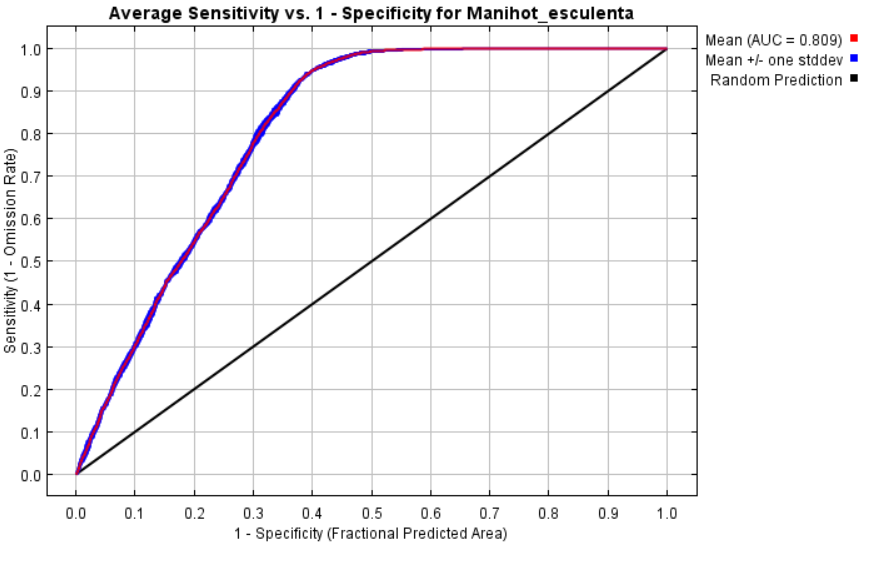 Average Sensitivity vs. 1 - Specificity for Manihot_esculenta
Mean (AUC = 0.809)
Mean +/- one stddev
Random Prediction
Sensitivity (1 - Omission Rate)
1.0
0.9
0.8
0.7
0.6
0.5
0.4
0.3
0.2
0.1
0.0
0.0 0.1 0.2 0.3 0.4 0.5 0.6 0.7 0.8 0.9 1.0
1 - Specificity (Fractional Predicted Area)